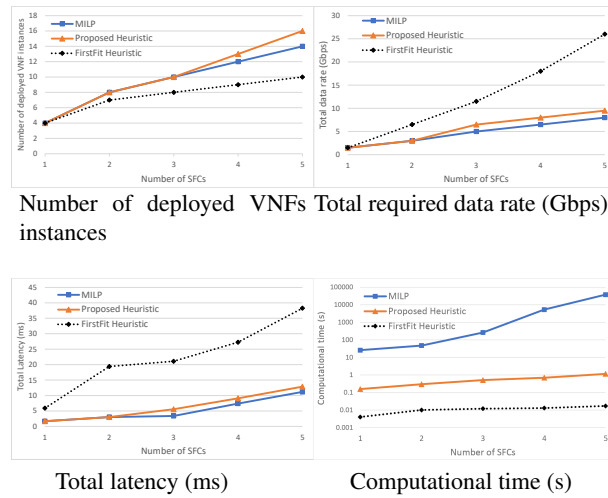 18
16
14
12
10
8
6
4
2
0
Number of deployed VNF instances
MILP
Proposed Heuristic
FirstFit Heuristic
1 2 3 4 5
Number of SFCs
30
25
20
15
10
5
0
Total data rate (Gbps)
MILP
Proposed Heuristic
FirstFit Heuristic
1 2 3 4 5
Number of SFCs
Number of deployed VNFs
instances
Total required data rate (Gbps)
45
40
35
30
25
20
15
10
5
0
Total Latency (ms)
MILP
Proposed Heuristic
FirstFit Heuristic
1 2 3 4 5
Number of SFCs
100000
10000
1000
100
10
1
0.1
0.01
0.001
Computational time (s)
MILP
Proposed Heuristic
FirstFit Heuristic
1 2 3 4 5
Number of SFCs
Total latency (ms)
Computational time (s)